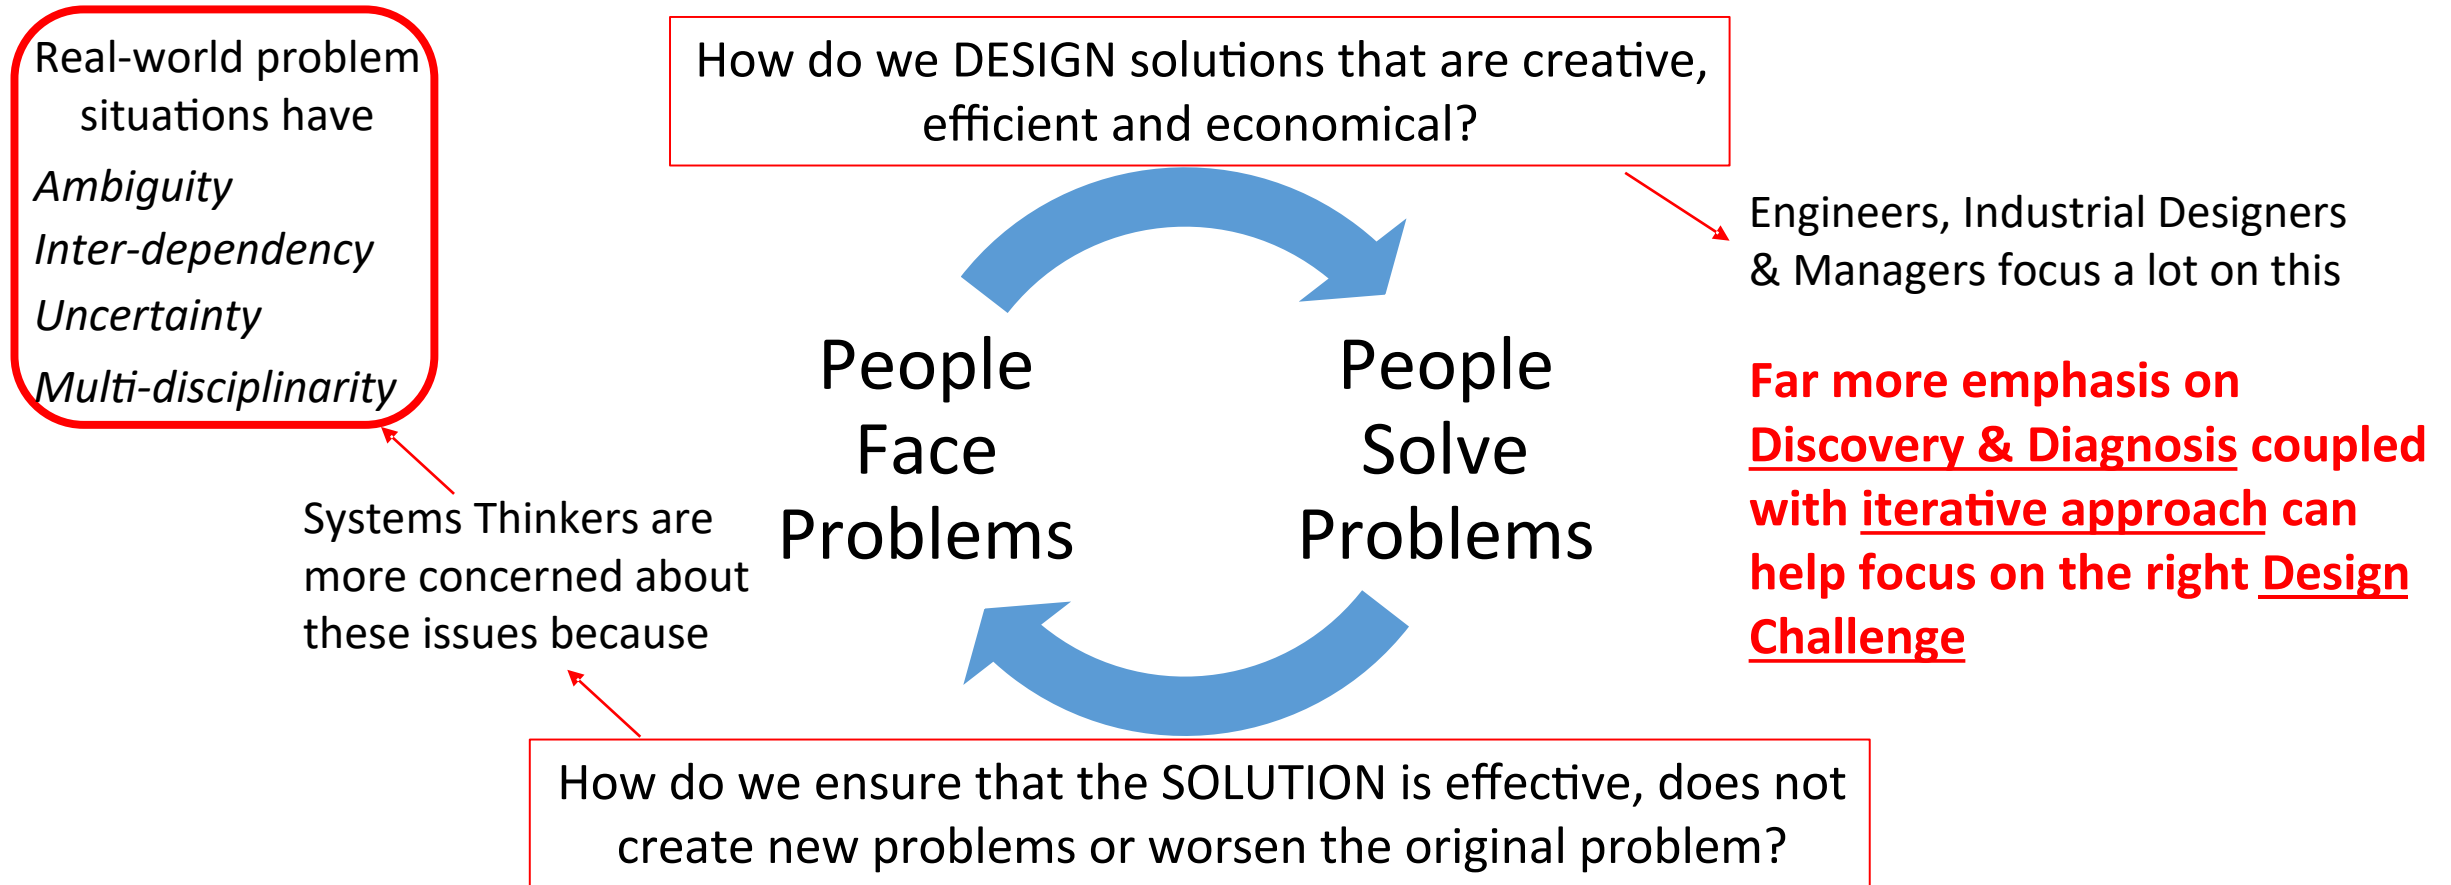 Real-world problem
situations have
Ambiguity
Inter-dependency
Uncertainty
Multi-disciplinarity
How do we DESIGN solutions that are creative,
efficient and economical?
Engineers, Industrial Designers
& Managers focus a lot on this
People
Face
Problems
People
Solve
Problems
Far more emphasis on
Discovery & Diagnosis coupled
with iterative approach can
help focus on the right Design
Challenge
Systems Thinkers are
more concerned about
these issues because
How do we ensure that the SOLUTION is effective, does not
create new problems or worsen the original problem?